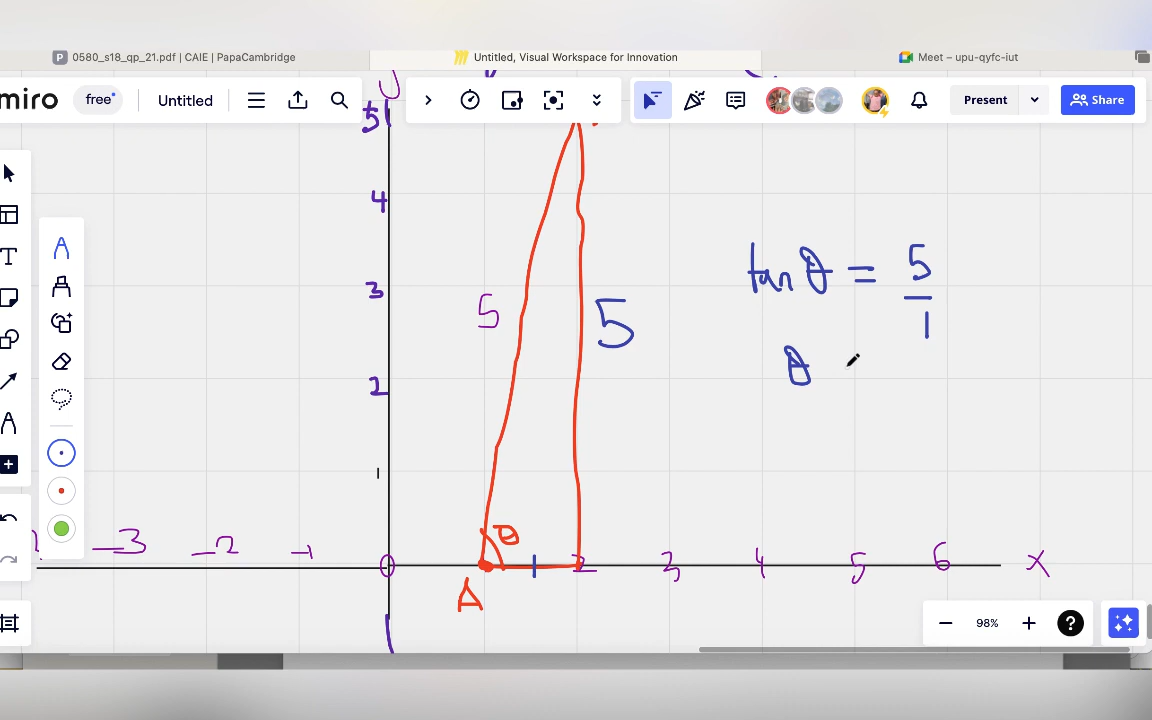 0580_s18_qp_21.pdf | CAIE | PapaCambridge
Untitled, Visual Workspace for Innovation
Meet – upu-qyfc-iut
miro
free
Untitled
Present
Share
5
4
3
2
1
5
5
tan θ = 5/1
θ
θ
-3 -2 -1 0 2 3 4 5 6 x
A
98%